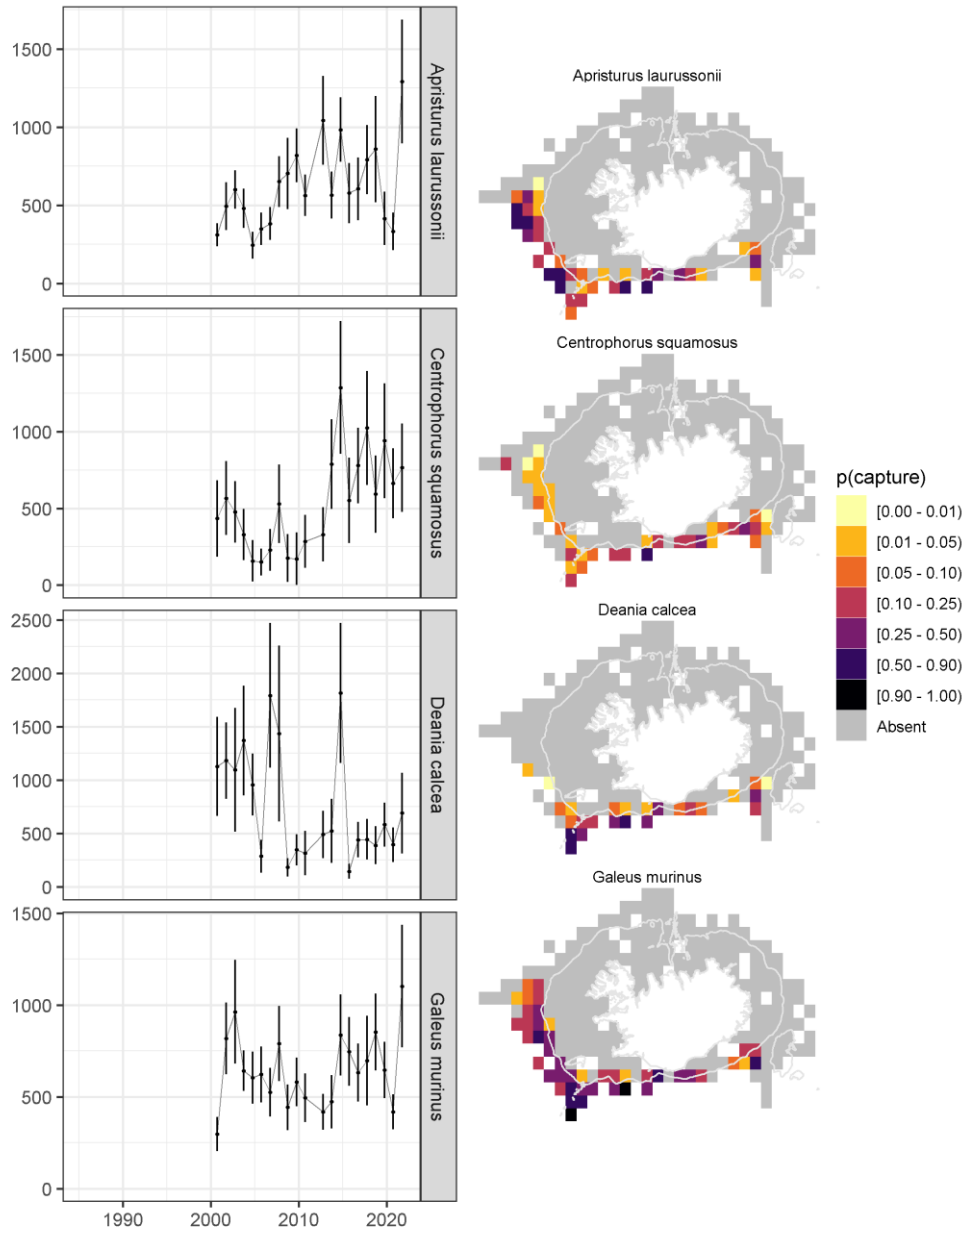 1500
1000
500
0
Apristurus laurussonii
1500
1000
500
0
Centrophorus squamosus
2500
2000
1500
1000
500
0
Deania calcea
1500
1000
500
0
Galeus murinus
1990
2000
2010
2020
Apristurus laurussonii
Centrophorus squamosus
Deania calcea
Galeus murinus
p(capture)
[0.00 - 0.01)
[0.01 - 0.05)
[0.05 - 0.10)
[0.10 - 0.25)
[0.25 - 0.50)
[0.50 - 0.90)
[0.90 - 1.00)
Absent